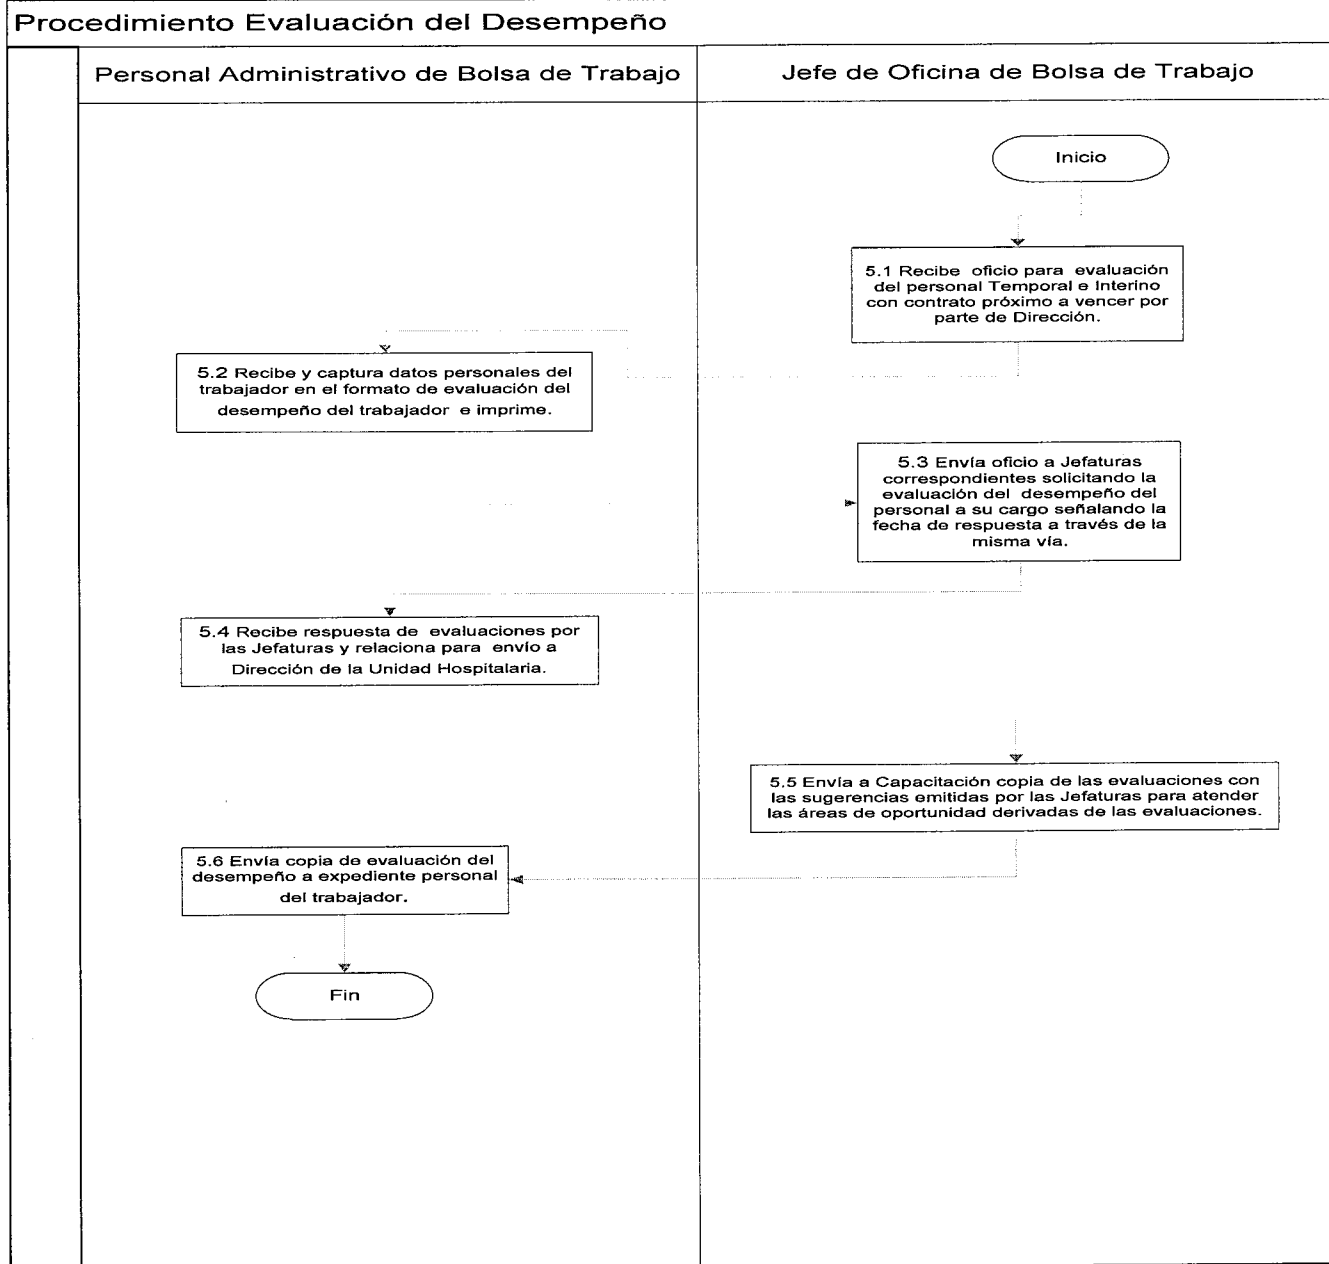 Procedimiento Evaluación del Desempeño
Personal Administrativo de Bolsa de Trabajo
Jefe de Oficina de Bolsa de Trabajo
Inicio
5.1 Recibe oficio para evaluación
del personal Temporal e Interino
con contrato próximo a vencer por
parte de Dirección.
5.2 Recibe y captura datos personales del
trabajador en el formato de evaluación del
desempeño del trabajador e imprime.
5.3 Envía oficio a Jefaturas
correspondientes solicitando la
evaluación del desempeño del
personal a su cargo señalando la
fecha de respuesta a través de la
misma vía.
5.4 Recibe respuesta de evaluaciones por
las Jefaturas y relaciona para envío a
Dirección de la Unidad Hospitalaria.
5.5 Envía a Capacitación copia de las evaluaciones con
las sugerencias emitidas por las Jefaturas para atender
las áreas de oportunidad derivadas de las evaluaciones.
5.6 Envía copia de evaluación del
desempeño a expediente personal
del trabajador.
Fin